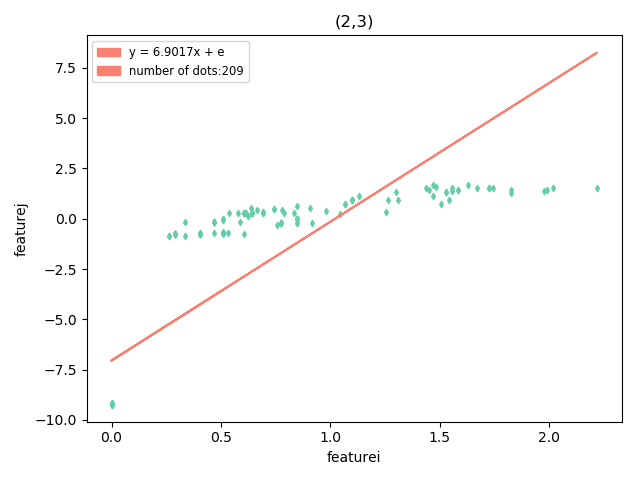 (2,3)
y = 6.9017x + e
number of dots:209
7.5
5.0
2.5
0.0
−2.5
−5.0
−7.5
−10.0
featurej
0.0 0.5 1.0 1.5 2.0
featurei